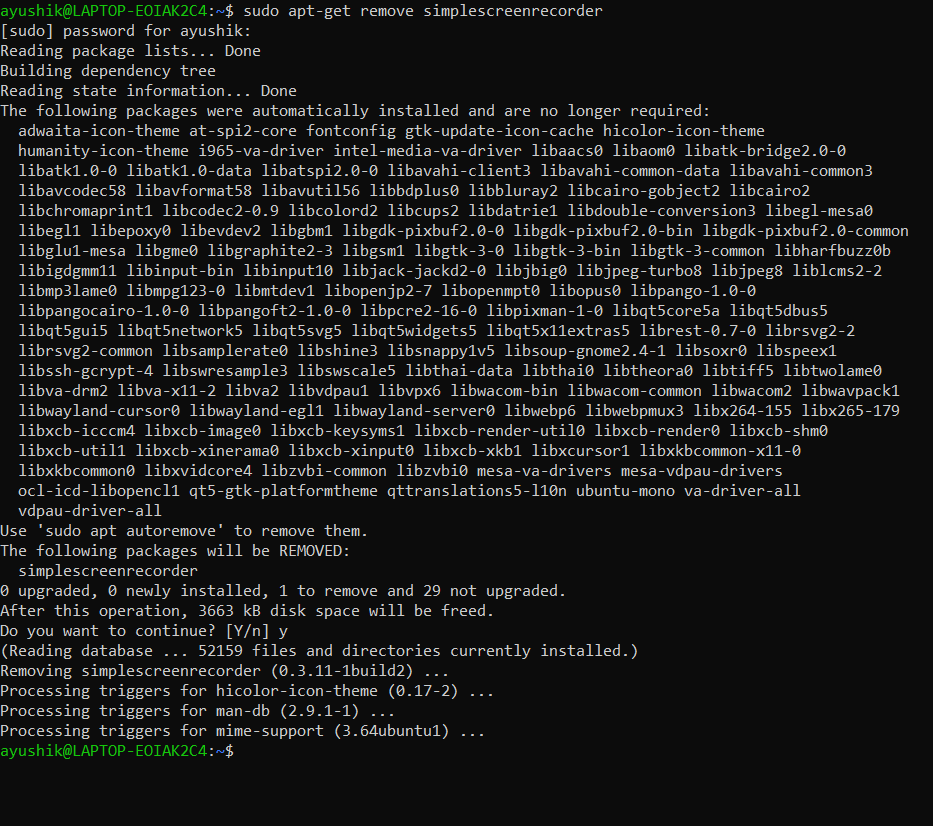 ayushik@LAPTOP-EOIAK2C4:~$ sudo apt-get remove simplescreenrecorder
[sudo] password for ayushik:
Reading package lists... Done
Building dependency tree
Reading state information... Done
The following packages were automatically installed and are no longer required:
  adwaita-icon-theme at-spi2-core fontconfig gtk-update-icon-cache hicolor-icon-theme
  humanity-icon-theme i965-va-driver intel-media-va-driver libaacs0 libaom0 libatk-bridge2.0-0
  libatk1.0-0 libatk1.0-data libatspi2.0-0 libavahi-client3 libavahi-common-data libavahi-common3
  libavcodec58 libavformat58 libavutil56 libbdplus0 libbluray2 libcairo-gobject2 libcairo2
  libchromaprint1 libcodec2-0.9 libcolord2 libcups2 libdatrie1 libdouble-conversion3 libegl-mesa0
  libegl1 libepoxy0 libevdev2 libgbm1 libgdk-pixbuf2.0-0 libgdk-pixbuf2.0-bin libgdk-pixbuf2.0-common
  libglu1-mesa libgme0 libgraphite2-3 libgsm1 libgtk-3-0 libgtk-3-bin libgtk-3-common libharfbuzz0b
  libigdgmm11 libinput-bin libinput10 libjack-jackd2-0 libjbig0 libjpeg-turbo8 libjpeg8 liblcms2-2
  libmp3lame0 libmpg123-0 libmtdev1 libopenjp2-7 libopenmpt0 libopus0 libpango-1.0-0
  libpangocairo-1.0-0 libpangoft2-1.0-0 libpcre2-16-0 libpixman-1-0 libqt5core5a libqt5dbus5
  libqt5gui5 libqt5network5 libqt5svg5 libqt5widgets5 libqt5x11extras5 librest-0.7-0 librsvg2-2
  librsvg2-common libsamplerate0 libshine3 libsnappy1v5 libsoup-gnome2.4-1 libsoxr0 libspeex1
  libssh-gcrypt-4 libswresample3 libswscale5 libthai-data libthai0 libtheora0 libtiff5 libtwolame0
  libva-drm2 libva-x11-2 libva2 libvdpau1 libvpx6 libwacom-bin libwacom-common libwacom2 libwavpack1
  libwayland-cursor0 libwayland-egl1 libwayland-server0 libwebp6 libwebpmux3 libx264-155 libx265-179
  libxcb-icccm4 libxcb-image0 libxcb-keysyms1 libxcb-render-util0 libxcb-render0 libxcb-shm0
  libxcb-util1 libxcb-xinerama0 libxcb-xinput0 libxcb-xkb1 libxcursor1 libxkbcommon-x11-0
  libxkbcommon0 libxvidcore4 libzvbi-common libzvbi0 mesa-va-drivers mesa-vdpau-drivers
  ocl-icd-libopencl1 qt5-gtk-platformtheme qttranslations5-l10n ubuntu-mono va-driver-all
  vdpau-driver-all
Use 'sudo apt autoremove' to remove them.
The following packages will be REMOVED:
  simplescreenrecorder
0 upgraded, 0 newly installed, 1 to remove and 29 not upgraded.
After this operation, 3663 kB disk space will be freed.
Do you want to continue? [Y/n] y
(Reading database ... 52159 files and directories currently installed.)
Removing simplescreenrecorder (0.3.11-1build2) ...
Processing triggers for hicolor-icon-theme (0.17-2) ...
Processing triggers for man-db (2.9.1-1) ...
Processing triggers for mime-support (3.64ubuntu1) ...
ayushik@LAPTOP-EOIAK2C4:~$